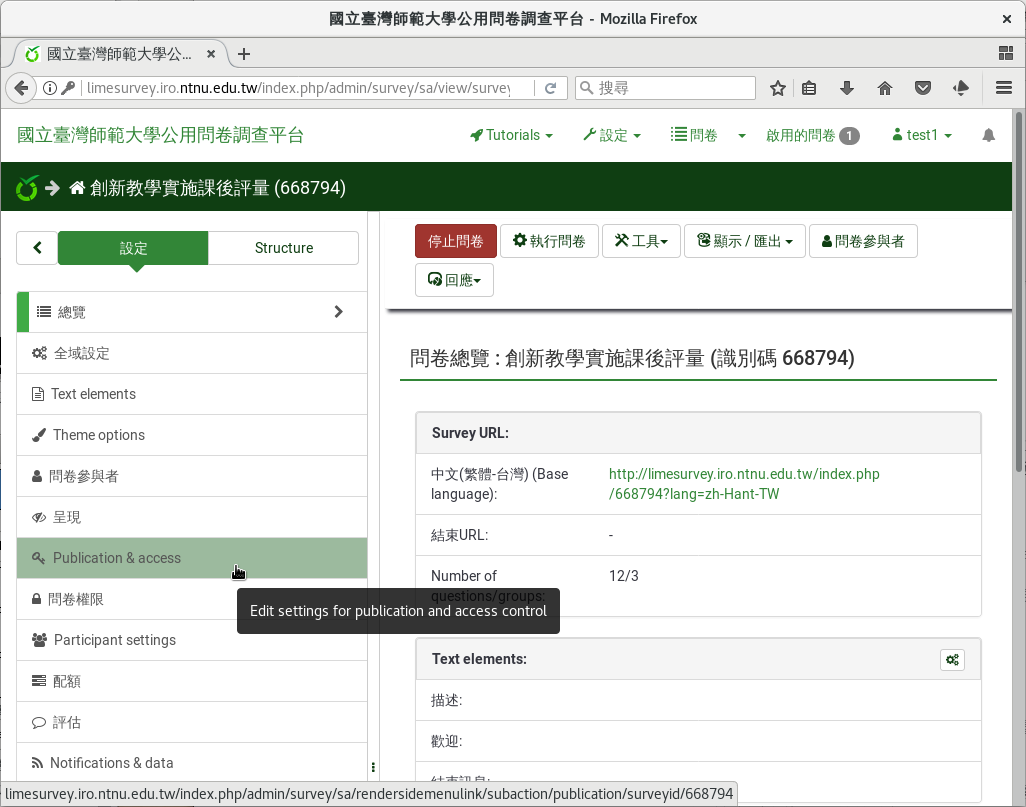 國立臺灣師範大學公用問卷調查平台 - Mozilla Firefox
國立臺灣師範大學公...
limesurvey.iro.ntnu.edu.tw/index.php/admin/survey/sa/view/survey
搜尋
國立臺灣師範大學公用問卷調查平台
Tutorials
設定
問卷
啟用的問卷 1
test1
創新教學實施課後評量 (668794)
設定
Structure
總覽
全域設定
Text elements
Theme options
問卷參與者
呈現
Publication & access
問卷權限
Participant settings
配額
評估
Notifications & data
停止問卷
執行問卷
工具
顯示 / 匯出
問卷參與者
回應
問卷總覽 : 創新教學實施課後評量 (識別碼 668794)
Survey URL:
中文(繁體-台灣) (Base
language):
http://limesurvey.iro.ntnu.edu.tw/index.php
/668794?lang=zh-Hant-TW
結束URL:
-
Number of
questions/groups:
12/3
Edit settings for publication and access control
Text elements:
描述:
歡迎:
結束訊息:
limesurvey.iro.ntnu.edu.tw/index.php/admin/survey/sa/rendersidemenulink/subaction/publication/surveyid/668794